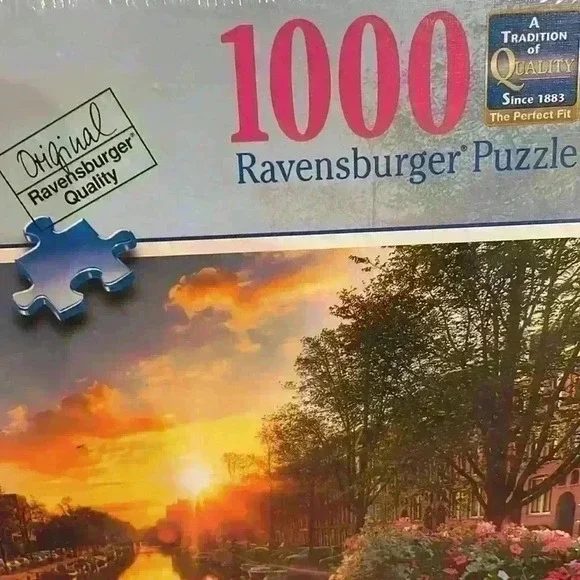 1000
Ravensburger® Puzzle
A
TRADITION
of
QUALITY
Since 1883
The Perfect Fit
Original
Ravensburger®
Quality